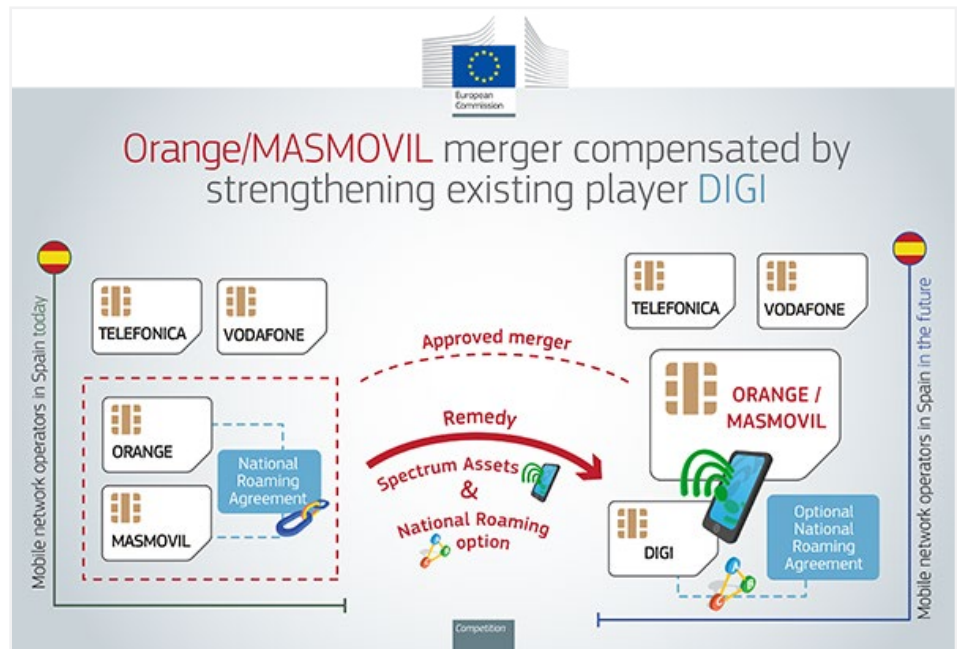 European
Commission
Orange/MASMOVIL merger compensated by
strengthening existing player DIGI
Mobile network operators in Spain today
TELEFONICA
VODAFONE
ORANGE
MASMOVIL
National
Roaming
Agreement
Approved merger
Remedy
Spectrum Assets
&
National Roaming
option
TELEFONICA
VODAFONE
ORANGE /
MASMOVIL
DIGI
Optional
National
Roaming
Agreement
Mobile network operators in Spain in the future
Competition